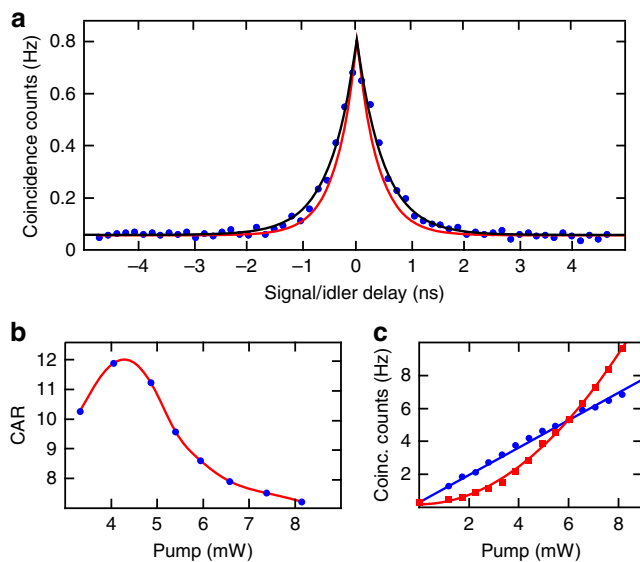 a
Coincidence counts (Hz)
0.8
0.6
0.4
0.2
0
−4 −3 −2 −1 0 1 2 3 4
Signal/idler delay (ns)
b
CAR
12
11
10
9
8
4 5 6 7 8
Pump (mW)
c
Coinc. counts (Hz)
8
6
4
2
0 2 4 6 8
Pump (mW)